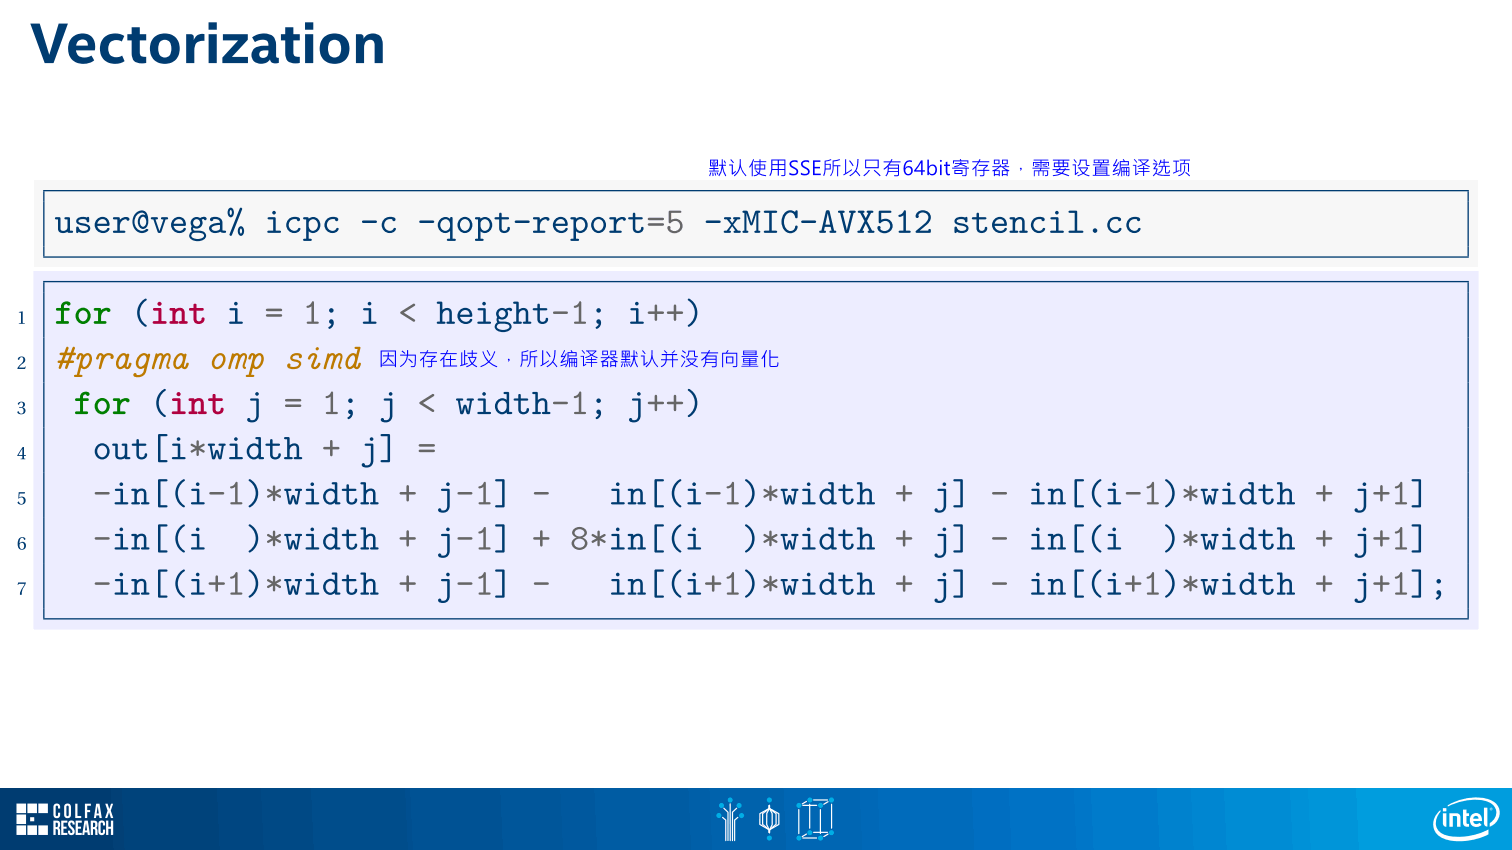 Vectorization
默认使用SSE所以只有64bit寄存器，需要设置编译选项
user@vega% icpc -c -qopt-report=5 -xMIC-AVX512 stencil.cc
1 for (int i = 1; i < height-1; i++)
2 #pragma omp simd 因为存在歧义，所以编译器默认并没有向量化
3 for (int j = 1; j < width-1; j++)
4 out[i*width + j] =
5 -in[(i-1)*width + j-1] - in[(i-1)*width + j] - in[(i-1)*width + j+1]
6 -in[(i )*width + j-1] + 8*in[(i )*width + j] - in[(i )*width + j+1]
7 -in[(i+1)*width + j-1] - in[(i+1)*width + j] - in[(i+1)*width + j+1];
COLFAX
RESEARCH
intel